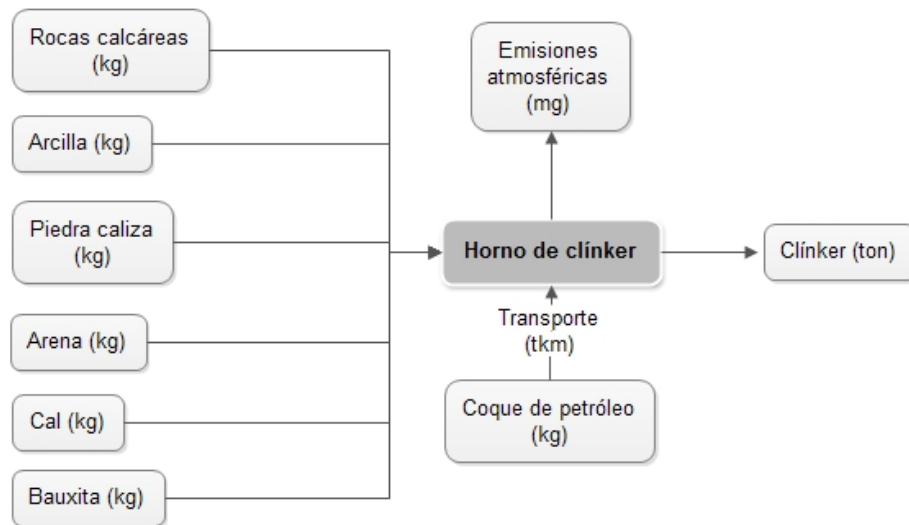 Rocas calcáreas
(kg)
Arcilla (kg)
Piedra caliza
(kg)
Arena (kg)
Cal (kg)
Bauxita (kg)
Emisiones
atmosféricas
(mg)
Horno de clínker
Transporte
(tkm)
Coque de petróleo
(kg)
Clínker (ton)